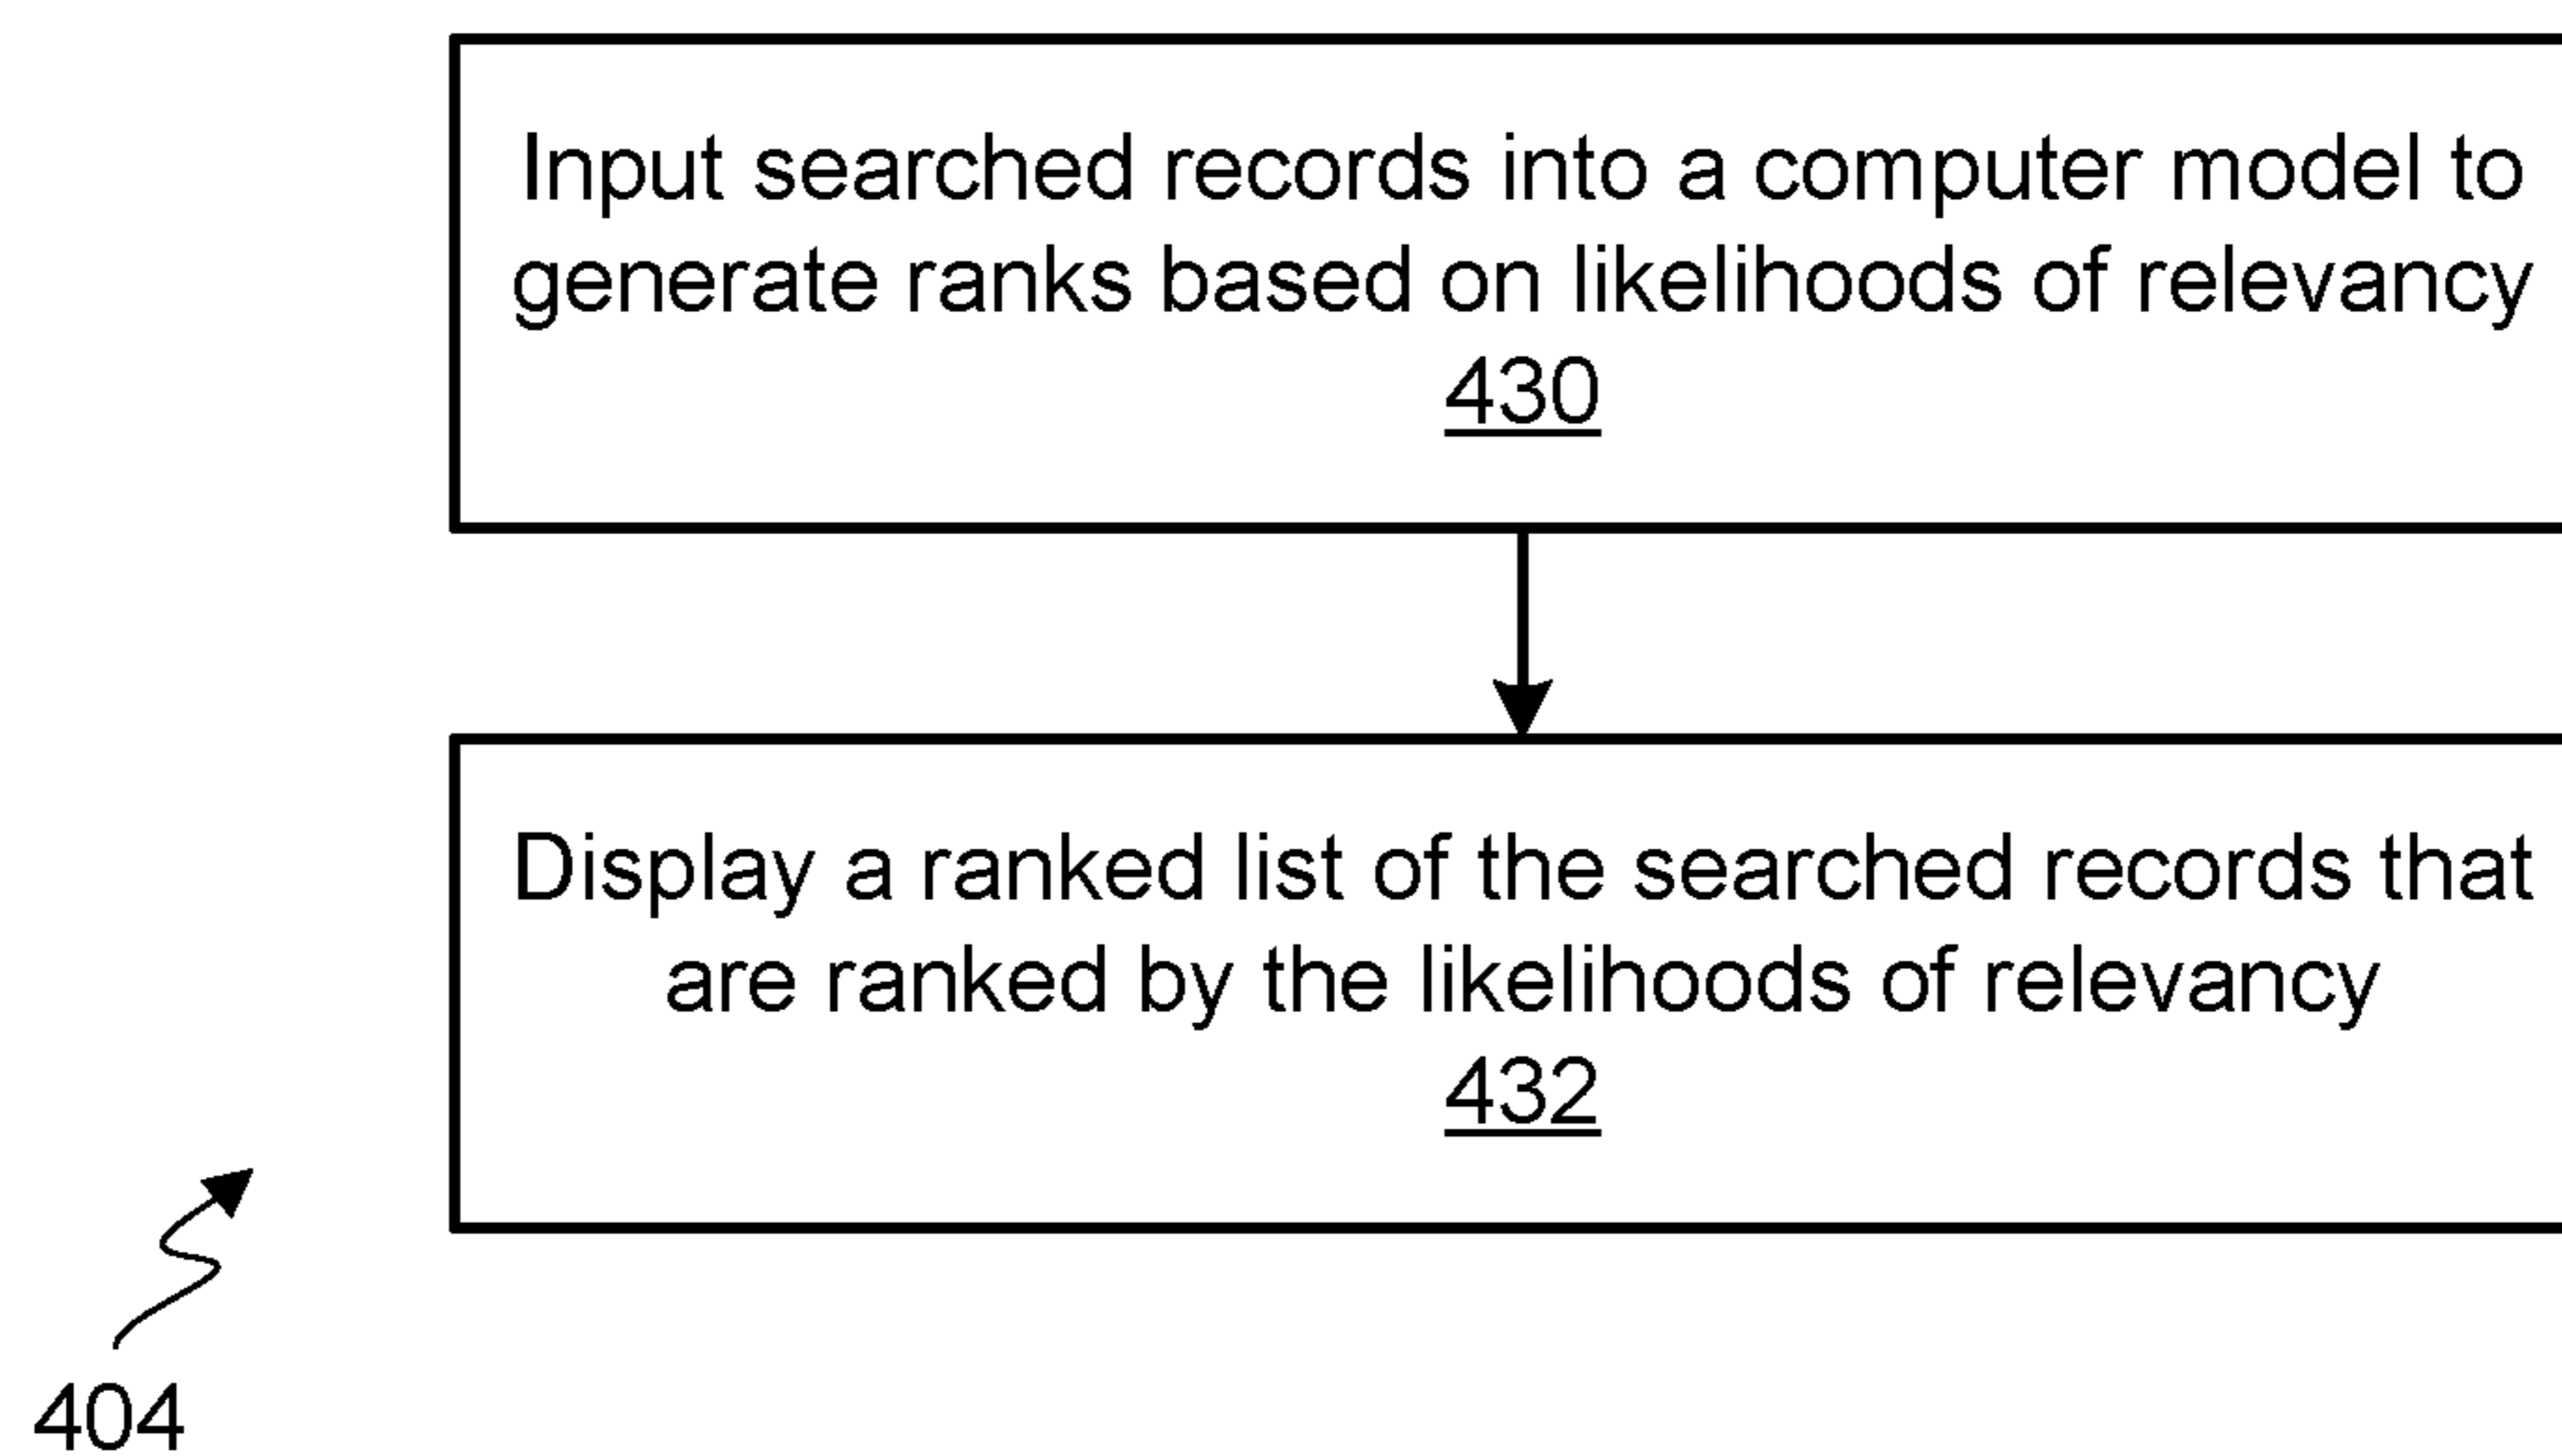 Input searched records into a computer model to
generate ranks based on likelihoods of relevancy
430
Display a ranked list of the searched records that
are ranked by the likelihoods of relevancy
432
404